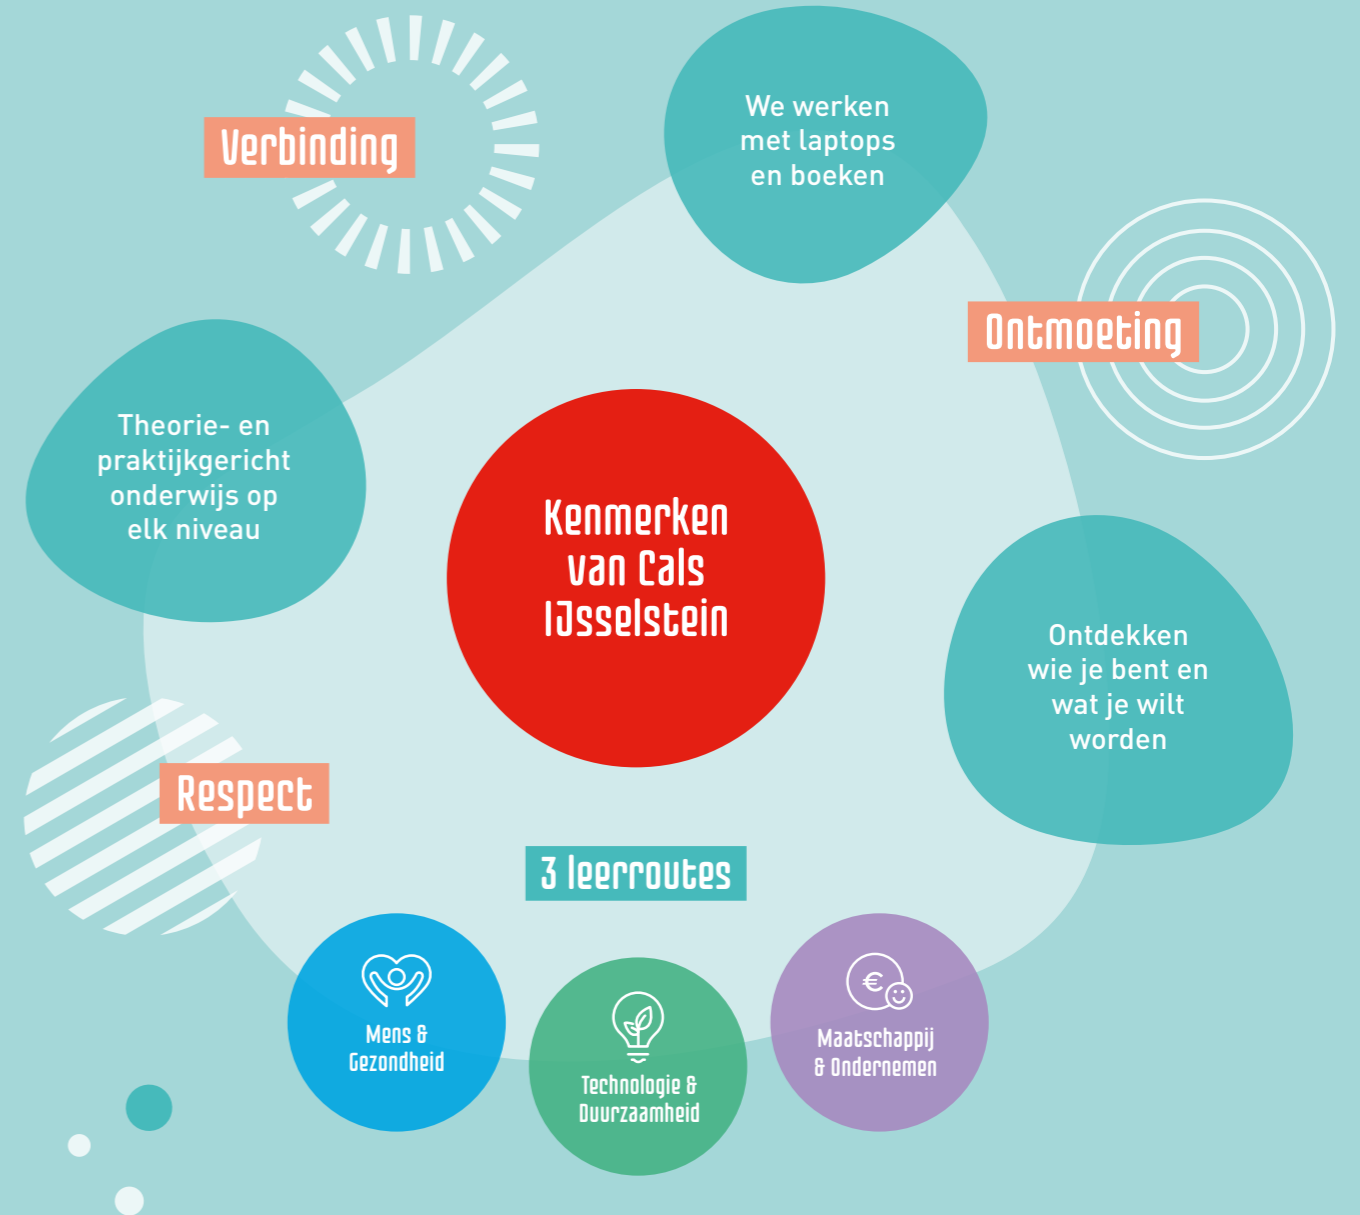 We werken
met laptops
en boeken
Verbinding
Ontmoeting
Theorie- en
praktijkgericht
onderwijs op
elk niveau
Kenmerken
van Cals
IJsselstein
Ontdekken
wie je bent en
wat je wilt
worden
Respect
3 leerroutes
Mens &
Gezondheid
Technologie &
Duurzaamheid
Maatschappij
& Ondernemen
€